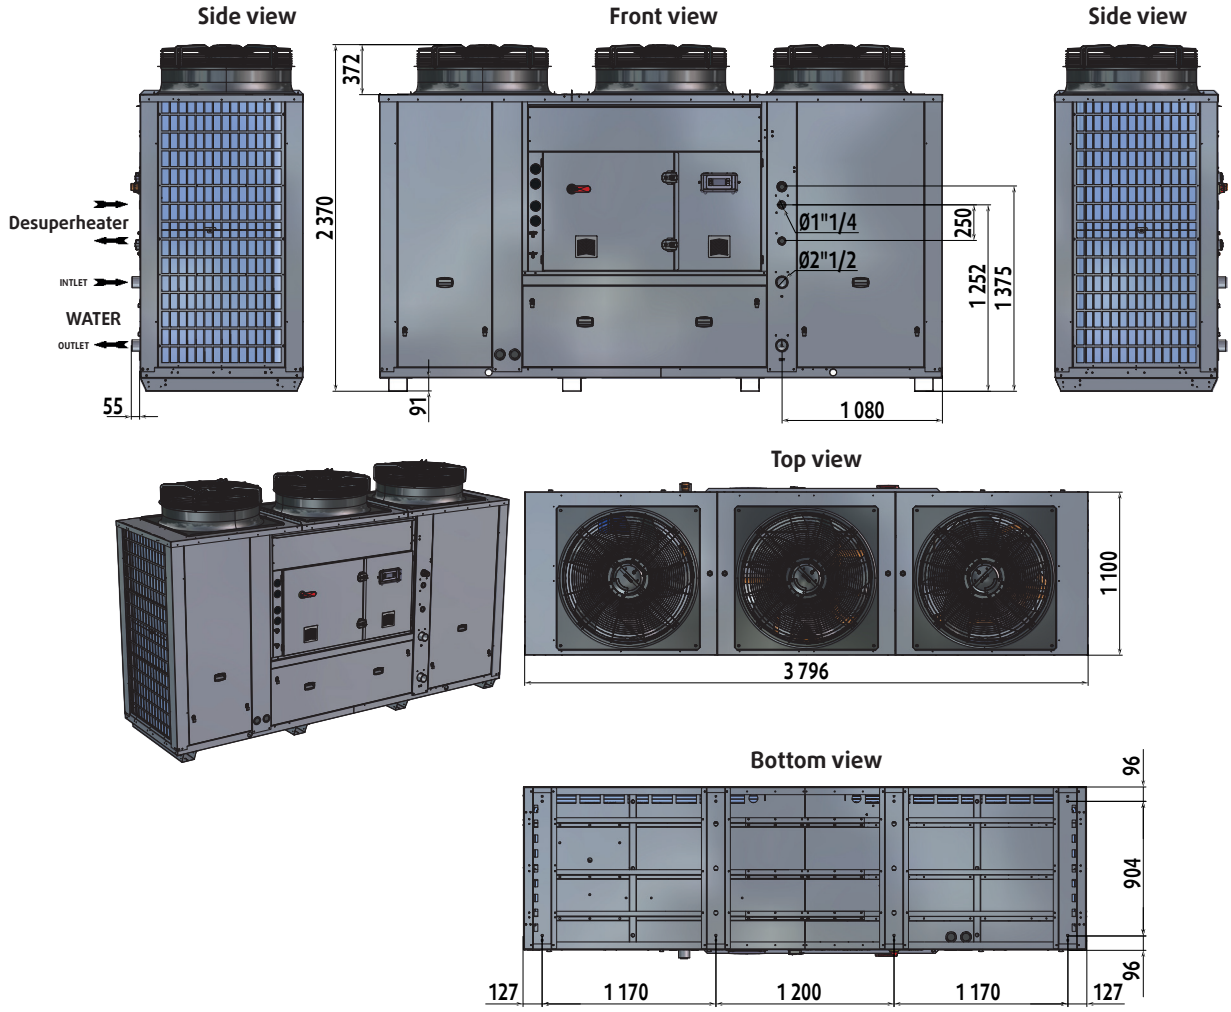 Side view
Front view
Side view
372
2 370
Desuperheater
INTLET
WATER
OUTLET
55
Ø1"1/4
Ø2"1/2
250
1 252
1 375
91
1 080
Top view
1 100
3 796
Bottom view
96
904
96
127
1 170
1 200
1 170
127